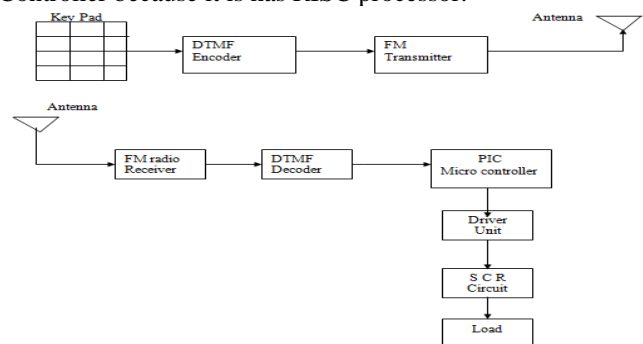 Controller because it is has RISC processor.
Key Pad
Antenna
DTMF
Encoder
FM
Transmitter
Antenna
FM radio
Receiver
DTMF
Decoder
PIC
Micro controller
Driver
Unit
S C R
Circuit
Load